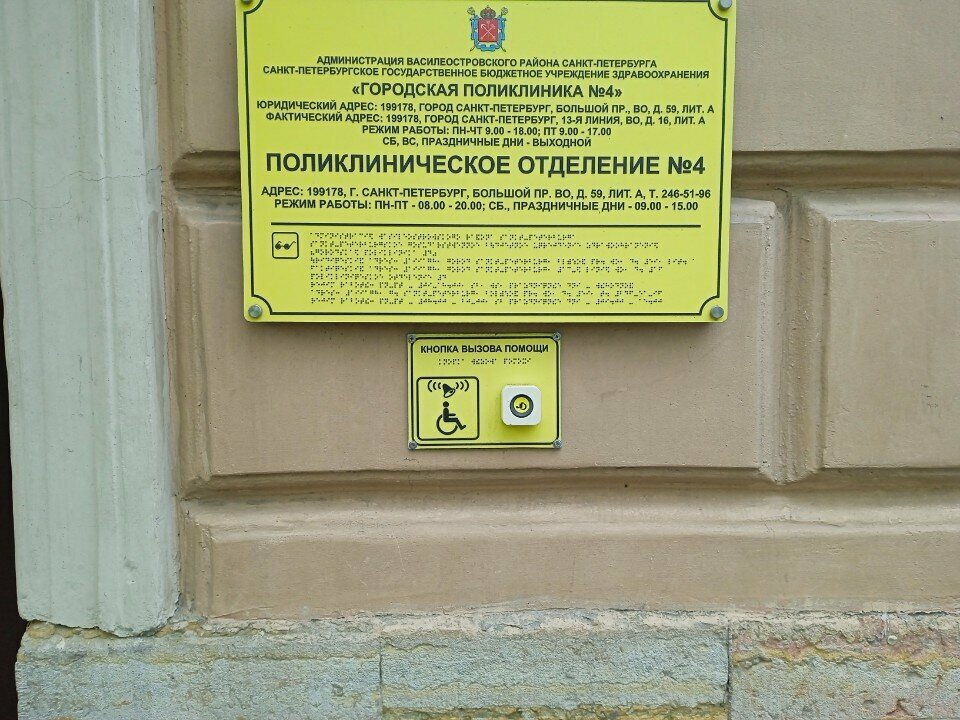 АДМИНИСТРАЦИЯ ВАСИЛЕОСТРОВСКОГО РАЙОНА САНКТ-ПЕТЕРБУРГА
САНКТ-ПЕТЕРБУРГСКОЕ ГОСУДАРСТВЕННОЕ БЮДЖЕТНОЕ УЧРЕЖДЕНИЕ ЗДРАВООХРАНЕНИЯ
«ГОРОДСКАЯ ПОЛИКЛИНИКА №4»
ЮРИДИЧЕСКИЙ АДРЕС: 199178, ГОРОД САНКТ-ПЕТЕРБУРГ, БОЛЬШОЙ ПР., ВО, Д. 59, ЛИТ. А
ФАКТИЧЕСКИЙ АДРЕС: 199178, ГОРОД САНКТ-ПЕТЕРБУРГ, 13-Я ЛИНИЯ, ВО, Д. 16, ЛИТ. А
РЕЖИМ РАБОТЫ: ПН-ЧТ 9.00 - 18.00; ПТ 9.00 - 17.00
СБ, ВС, ПРАЗДНИЧНЫЕ ДНИ - ВЫХОДНОЙ
ПОЛИКЛИНИЧЕСКОЕ ОТДЕЛЕНИЕ №4
АДРЕС: 199178, Г. САНКТ-ПЕТЕРБУРГ, БОЛЬШОЙ ПР. ВО, Д. 59, ЛИТ. А, Т. 246-51-96
РЕЖИМ РАБОТЫ: ПН-ПТ - 08.00 - 20.00; СБ., ПРАЗДНИЧНЫЕ ДНИ - 09.00 - 15.00
КНОПКА ВЫЗОВА ПОМОЩИ